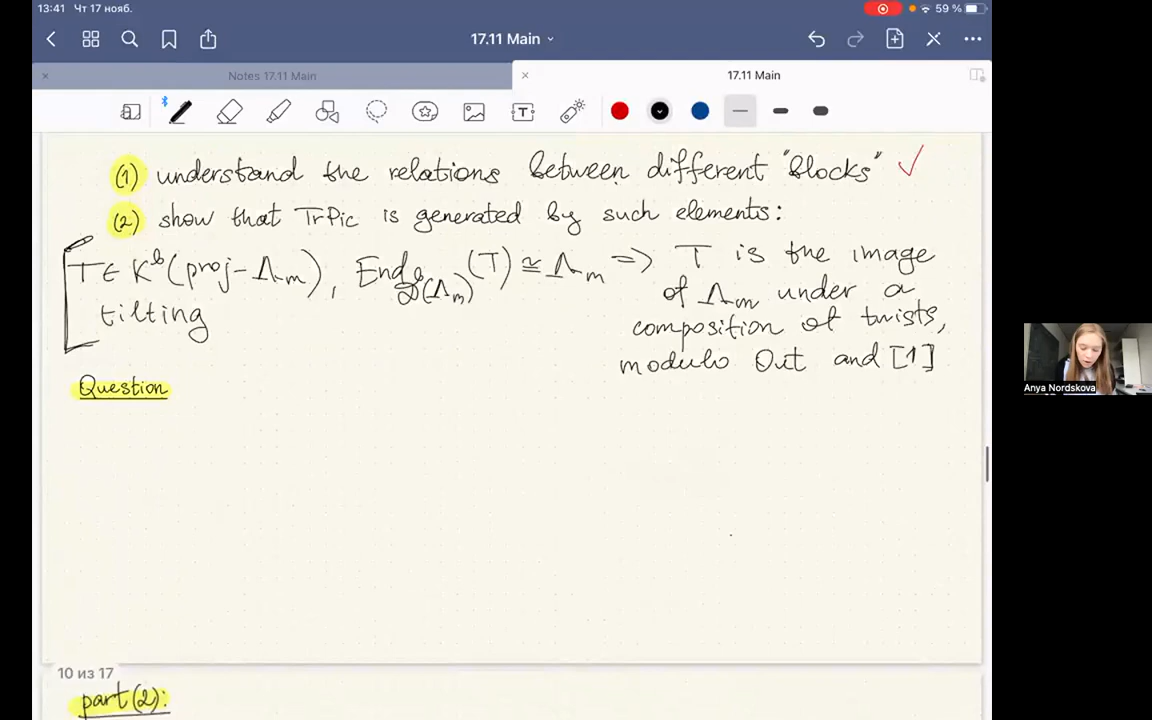 13:41 Чт 17 нояб.
59 %
17.11 Main
Notes 17.11 Main
17.11 Main
(1) understand the relations between different "blocks" ✓
(2) show that TrPic is generated by such elements:
T ∈ K^b(proj-Λ_m), End_{D^b(Λ_m)}(T) ≅ Λ_m => T is the image
tilting
of Λ_m under a
composition of twists,
modulo Out and [1]
Question
Anya Nordskova
10 из 17
part (2):